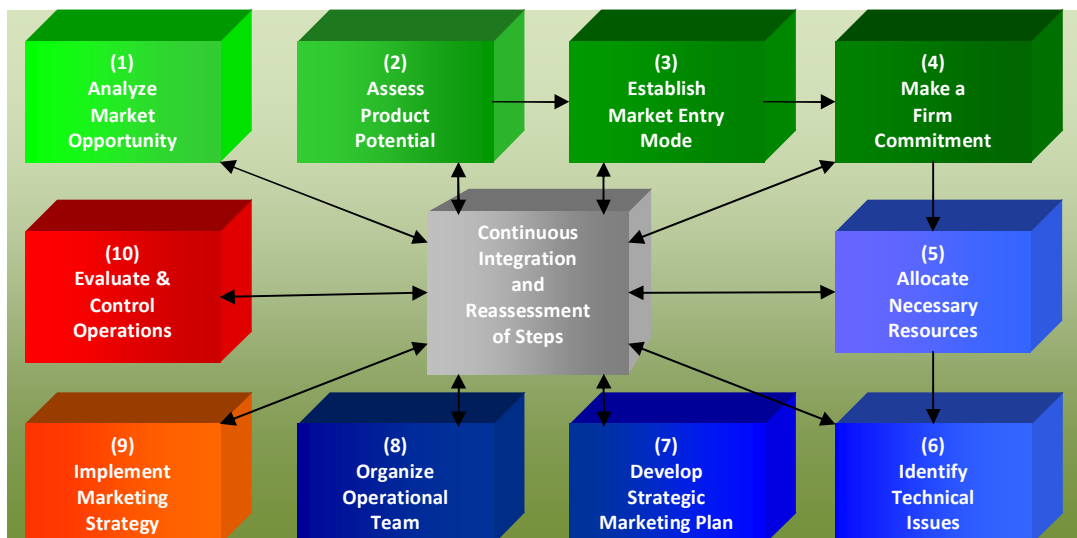 (1)
Analyze
Market
Opportunity
(2)
Assess
Product
Potential
(3)
Establish
Market Entry
Mode
(4)
Make a
Firm
Commitment
(10)
Evaluate &
Control
Operations
Continuous
Integration
and
Reassessment
of Steps
(5)
Allocate
Necessary
Resources
(9)
Implement
Marketing
Strategy
(8)
Organize
Operational
Team
(7)
Develop
Strategic
Marketing Plan
(6)
Identify
Technical
Issues